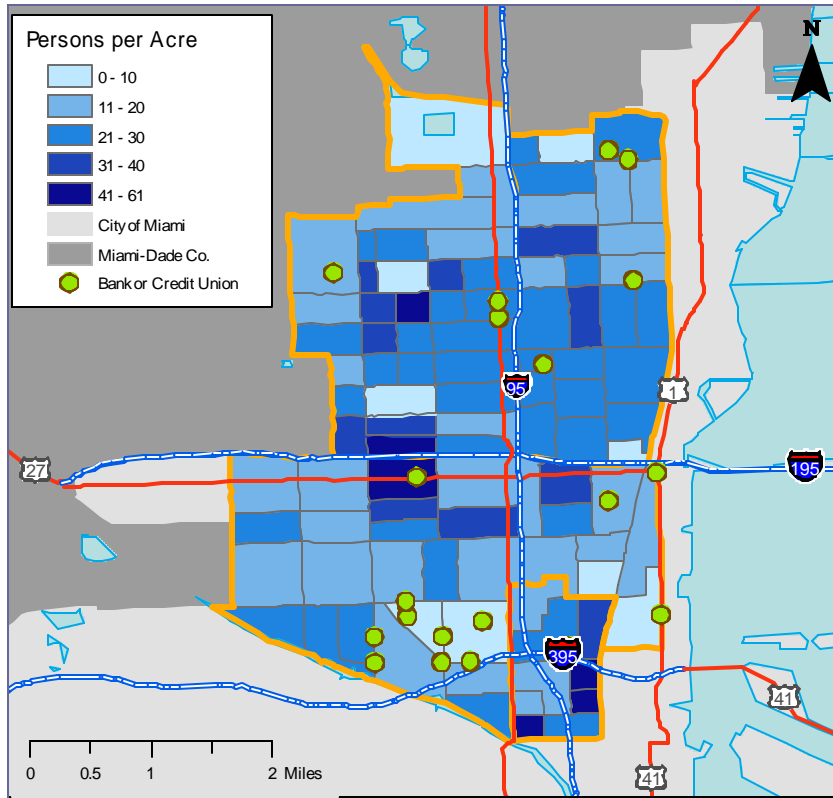 Persons per Acre
0 - 10
11 - 20
21 - 30
31 - 40
41 - 61
City of Miami
Miami-Dade Co.
Bank or Credit Union
N
95
1
27
195
395
41
41
0 0.5 1 2 Miles